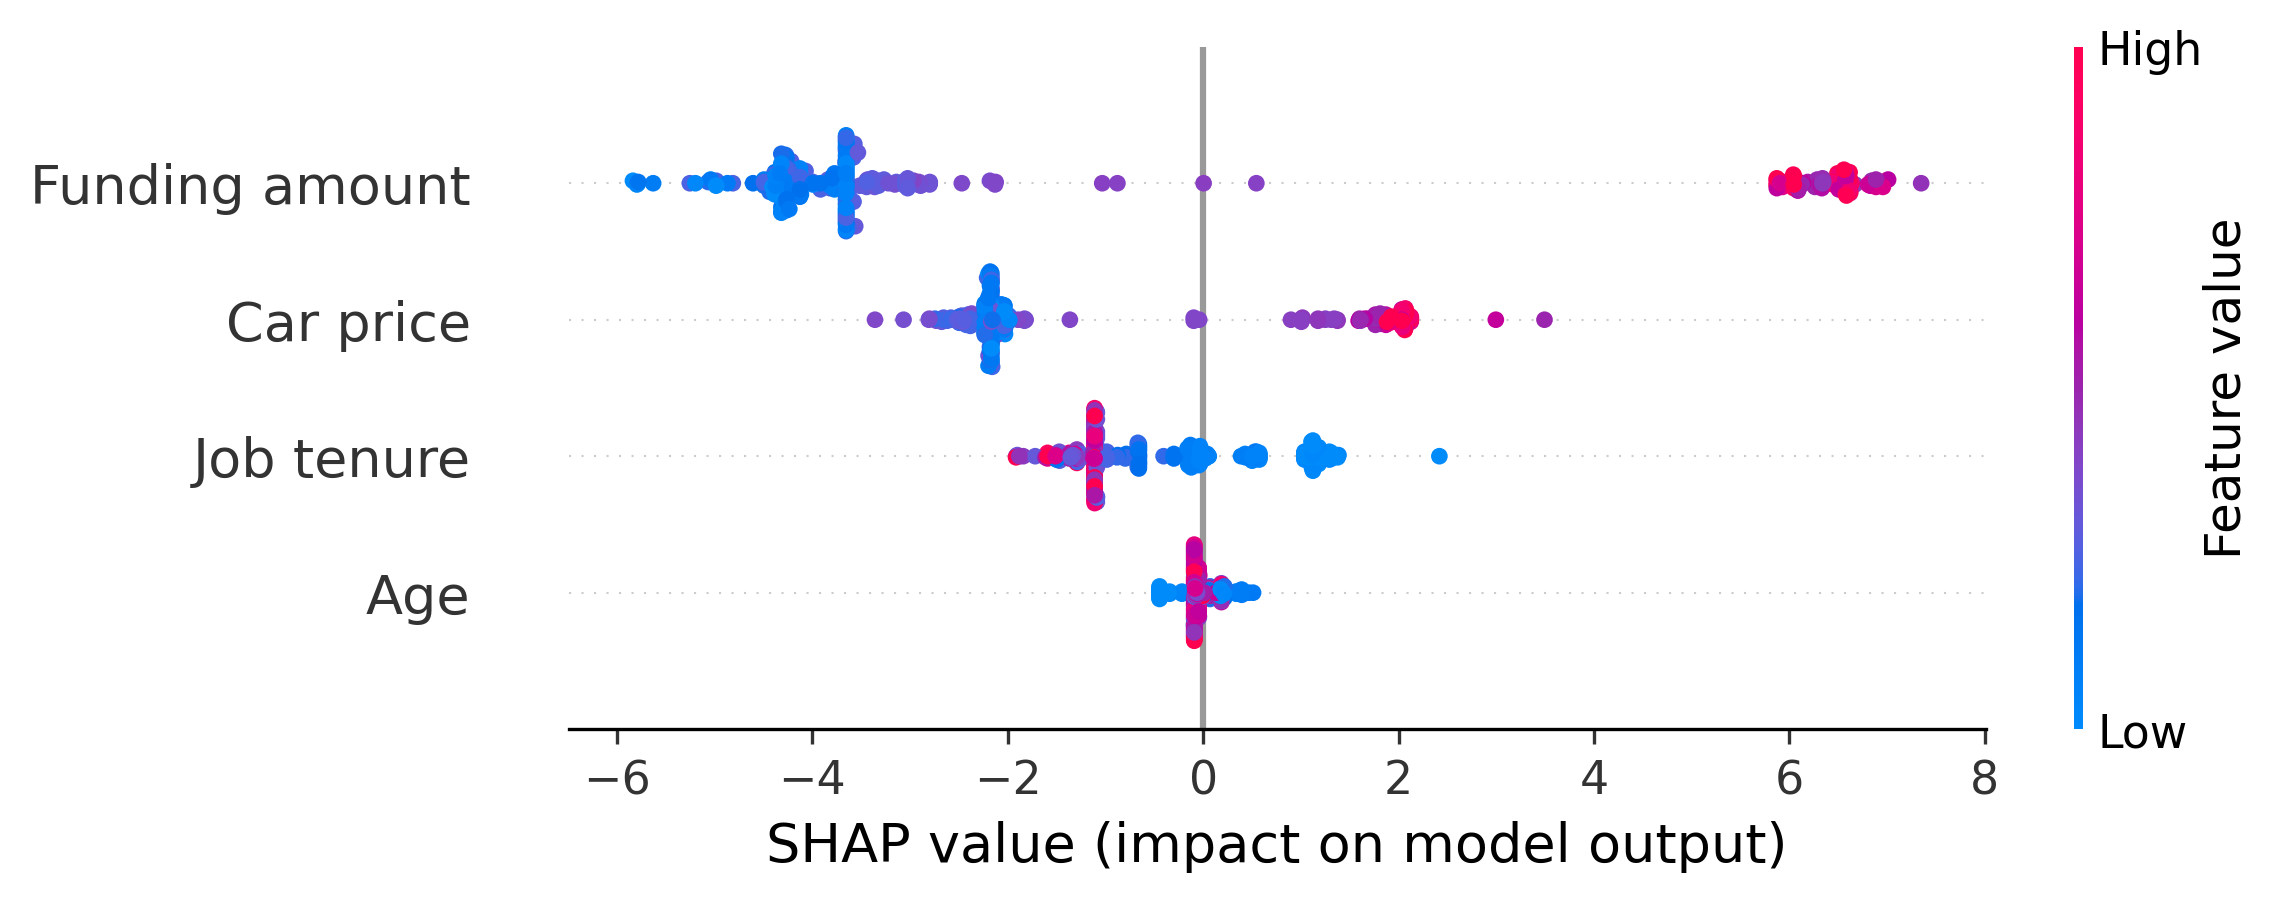 High
Funding amount
Car price
Job tenure
Age
Feature value
Low
−6 −4 −2 0 2 4 6 8
SHAP value (impact on model output)